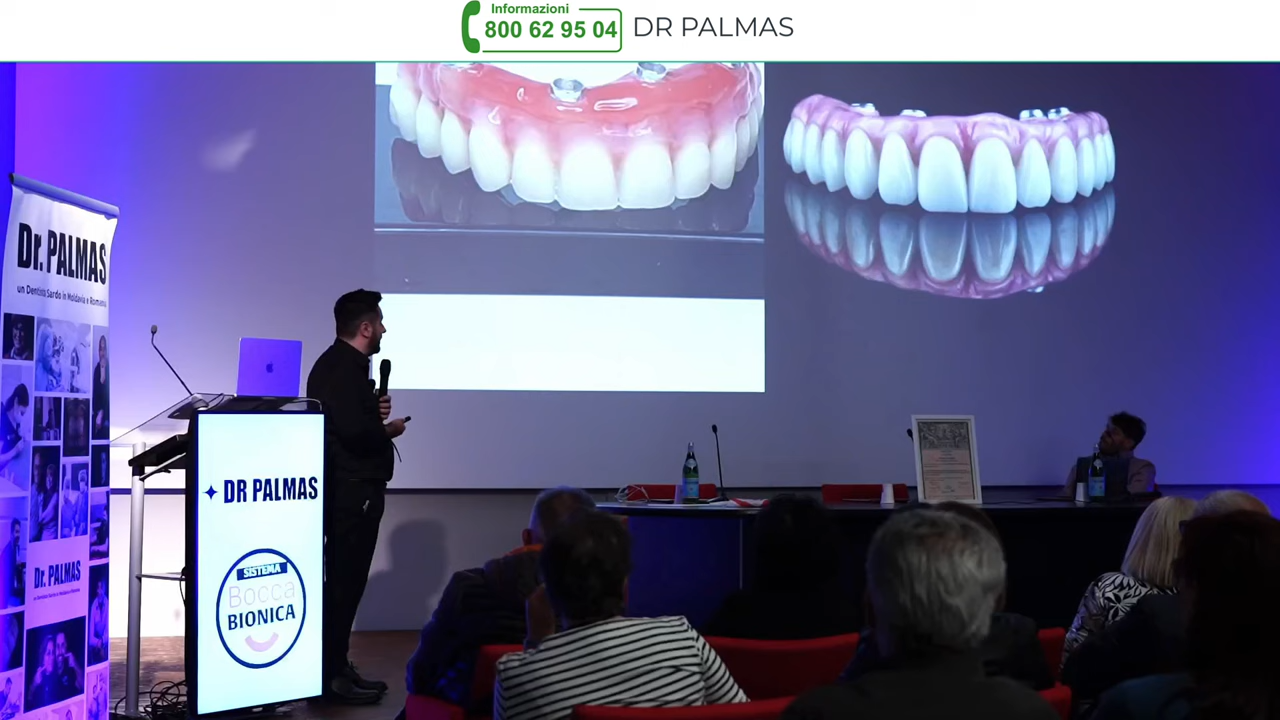 Informazioni
800 62 95 04
DR PALMAS
Dr. PALMAS
un Dentista Sardo in Moldavia e Romania
Dr. PALMAS
DR PALMAS
SISTEMA
Bocca
BIONICA